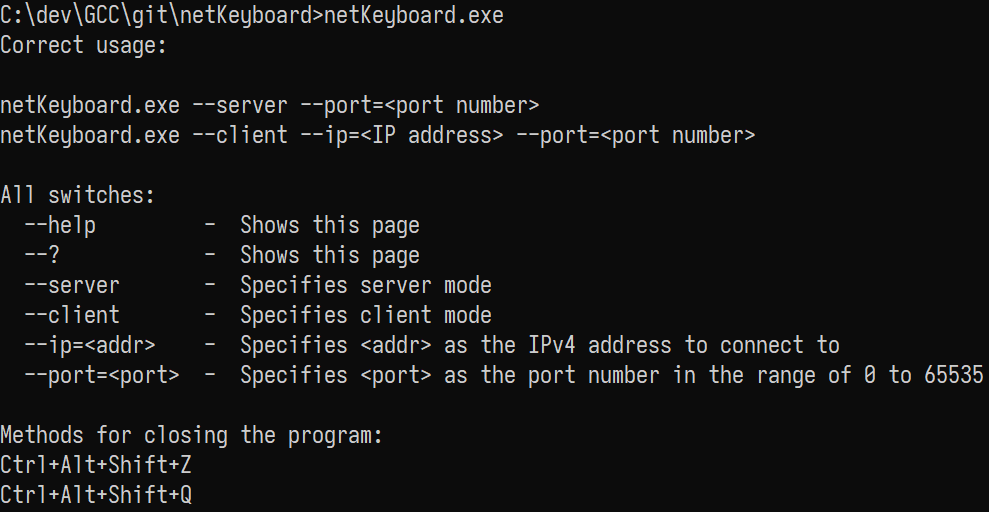 C:\dev\GCC\git\netKeyboard>netKeyboard.exe
Correct usage:
netKeyboard.exe --server --port=<port number>
netKeyboard.exe --client --ip=<IP address> --port=<port number>
All switches:
--help - Shows this page
--? - Shows this page
--server - Specifies server mode
--client - Specifies client mode
--ip=<addr> - Specifies <addr> as the IPv4 address to connect to
--port=<port> - Specifies <port> as the port number in the range of 0 to 65535
Methods for closing the program:
Ctrl+Alt+Shift+Z
Ctrl+Alt+Shift+Q